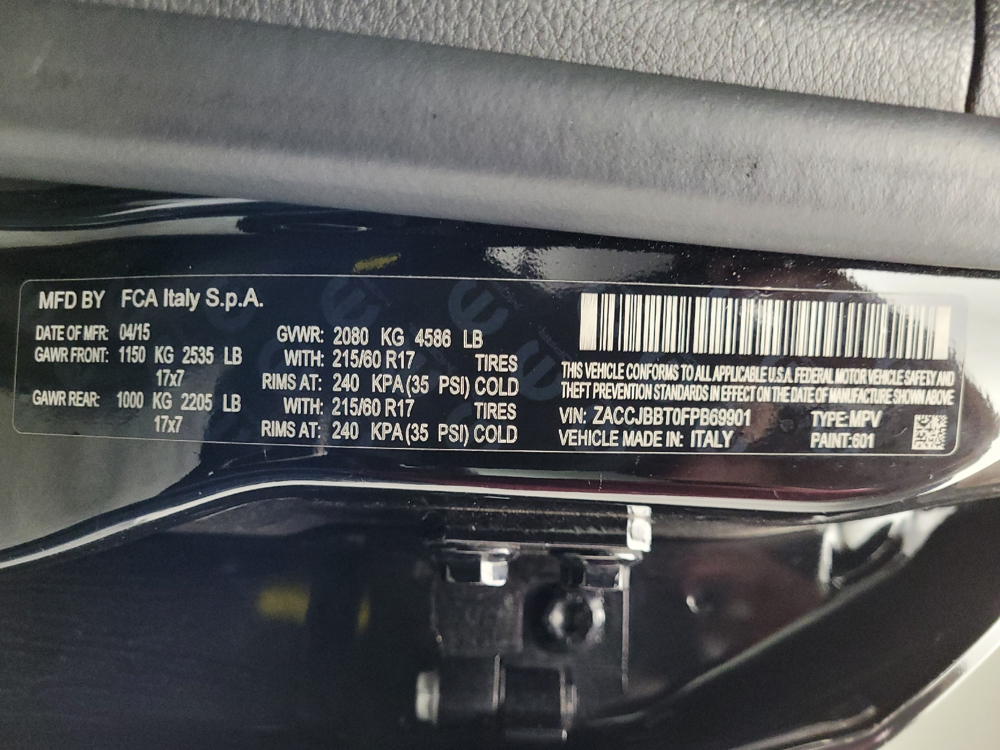 MFD BY FCA Italy S.p.A.
DATE OF MFR: 04/15 GVWR: 2080 KG 4586 LB
GAWR FRONT: 1150 KG 2535 LB WITH: 215/60 R17 TIRES
17x7 RIMS AT: 240 KPA (35 PSI) COLD
GAWR REAR: 1000 KG 2205 LB WITH: 215/60 R17 TIRES
17x7 RIMS AT: 240 KPA (35 PSI) COLD
THIS VEHICLE CONFORMS TO ALL APPLICABLE U.S.A. FEDERAL MOTOR VEHICLE SAFETY AND
THEFT PREVENTION STANDARDS IN EFFECT ON THE DATE OF MANUFACTURE SHOWN ABOVE
VIN: ZACCJBBT0FPB69901 TYPE: MPV
VEHICLE MADE IN: ITALY PAINT: 601